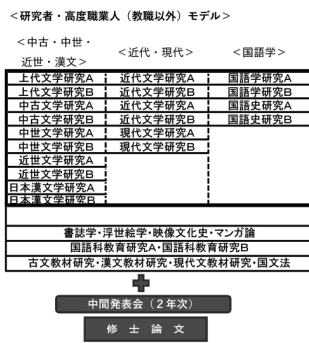 ＜研究者・高度職業人（教職以外）モデル＞
＜中古・中世・近世・漢文＞
＜近代・現代＞
＜国語学＞
上代文学研究A 近代文学研究A 国語学研究A
上代文学研究B 近代文学研究B 国語学研究B
中古文学研究A 近代文学研究A 国語史研究A
中古文学研究B 近代文学研究B 国語史研究B
中世文学研究A 現代文学研究A
中世文学研究B 現代文学研究B
近世文学研究A
近世文学研究B
日本漢文学研究A
日本漢文学研究B
書誌学・浮世絵学・映像文化史・マンガ論
国語科教育研究A・国語科教育研究B
古文教材研究・漢文教材研究・現代文教材研究・国文法
中間発表会（２年次）
修士論文